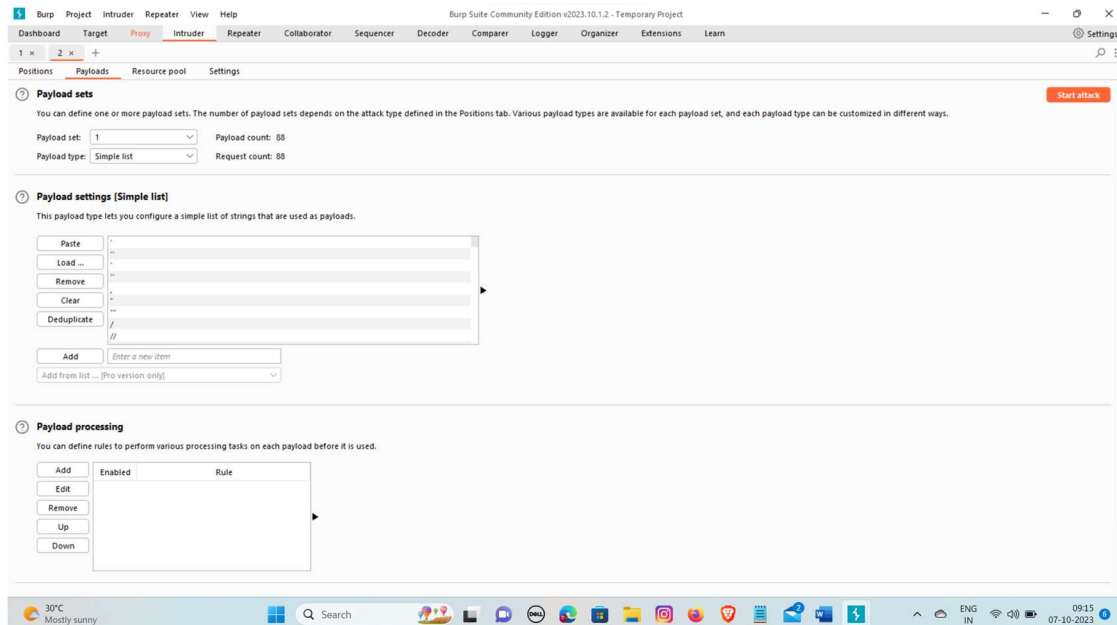 Burp Project Intruder Repeater View Help
Burp Suite Community Edition v2023.10.1.2 - Temporary Project
Dashboard Target Proxy Intruder Repeater Collaborator Sequencer Decoder Comparer Logger Organizer Extensions Learn
Settings
1 × 2 × +
Positions Payloads Resource pool Settings
? Payload sets
Start attack
You can define one or more payload sets. The number of payload sets depends on the attack type defined in the Positions tab. Various payload types are available for each payload set, and each payload type can be customized in different ways.
Payload set: 1 Payload count: 88
Payload type: Simple list Request count: 88
? Payload settings [Simple list]
This payload type lets you configure a simple list of strings that are used as payloads.
Paste
Load ...
Remove
Clear
Deduplicate
/
//
Add Enter a new item
Add from list ... [Pro version only]
? Payload processing
You can define rules to perform various processing tasks on each payload before it is used.
Add
Enabled Rule
Edit
Remove
Up
Down
30°C
Mostly sunny
Search
DELL
2
ENG
IN
09:15
07-10-2023
6